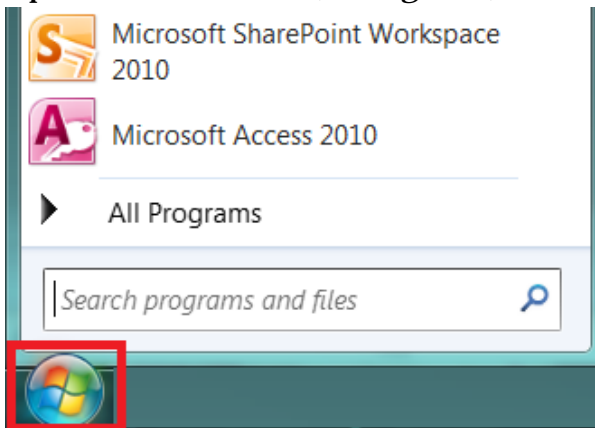 Microsoft SharePoint Workspace
2010
Microsoft Access 2010
All Programs
Search programs and files